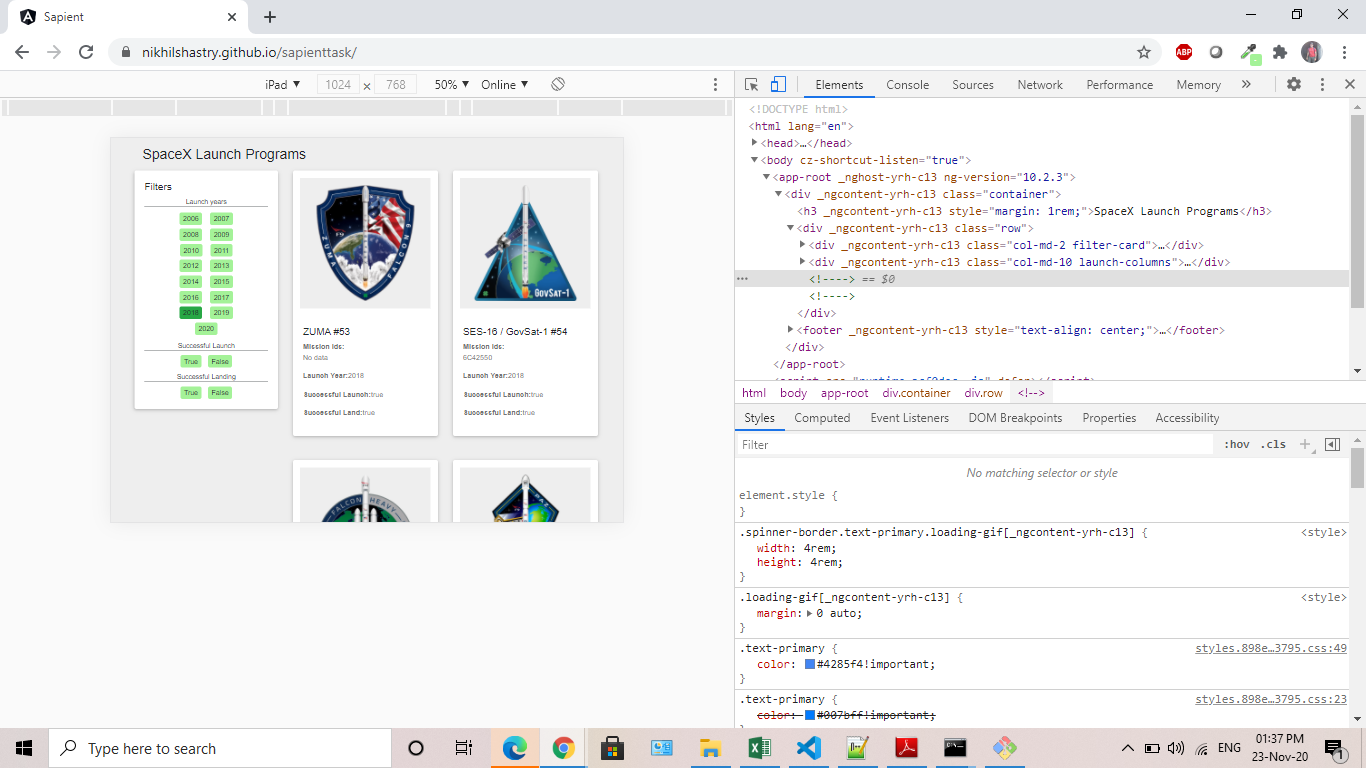 Sapient
nikhilshastry.github.io/sapienttask/
ABP
iPad ▼ 1024 × 768 50% ▼ Online ▼
SpaceX Launch Programs
Filters
Launch years
2006 2007
2008 2009
2010 2011
2012 2013
2014 2015
2016 2017
2018 2019
2020
Successful Launch
True False
Successful Landing
True False
ZUMA FALCON 9
ZUMA #53
Mission Ids:
No data
Launch Year:2018
Successful Launch:true
Successful Land:true
GOVSAT-1
SES-16 / GovSat-1 #54
Mission Ids:
6C42550
Launch Year:2018
Successful Launch:true
Successful Land:true
FALCON HEAVY
PAZ
Elements Console Sources Network Performance Memory »
<!DOCTYPE html>
<html lang="en">
<head>…</head>
<body cz-shortcut-listen="true">
<app-root _nghost-yrh-c13 ng-version="10.2.3">
<div _ngcontent-yrh-c13 class="container">
<h3 _ngcontent-yrh-c13 style="margin: 1rem;">SpaceX Launch Programs</h3>
<div _ngcontent-yrh-c13 class="row">
<div _ngcontent-yrh-c13 class="col-md-2 filter-card">…</div>
<div _ngcontent-yrh-c13 class="col-md-10 launch-columns">…</div>
<!----> == $0
<!---->
</div>
<footer _ngcontent-yrh-c13 style="text-align: center;">…</footer>
</div>
</app-root>
html body app-root div.container div.row <!-->
Styles Computed Event Listeners DOM Breakpoints Properties Accessibility
Filter :hov .cls +
No matching selector or style
element.style {
}
.spinner-border.text-primary.loading-gif[_ngcontent-yrh-c13] { <style>
width: 4rem;
height: 4rem;
}
.loading-gif[_ngcontent-yrh-c13] { <style>
margin: 0 auto;
}
.text-primary { styles.898e…3795.css:49
color: #4285f4!important;
}
.text-primary { styles.898e…3795.css:23
color: #007bff!important;
Type here to search
ENG
01:37 PM
23-Nov-20
1